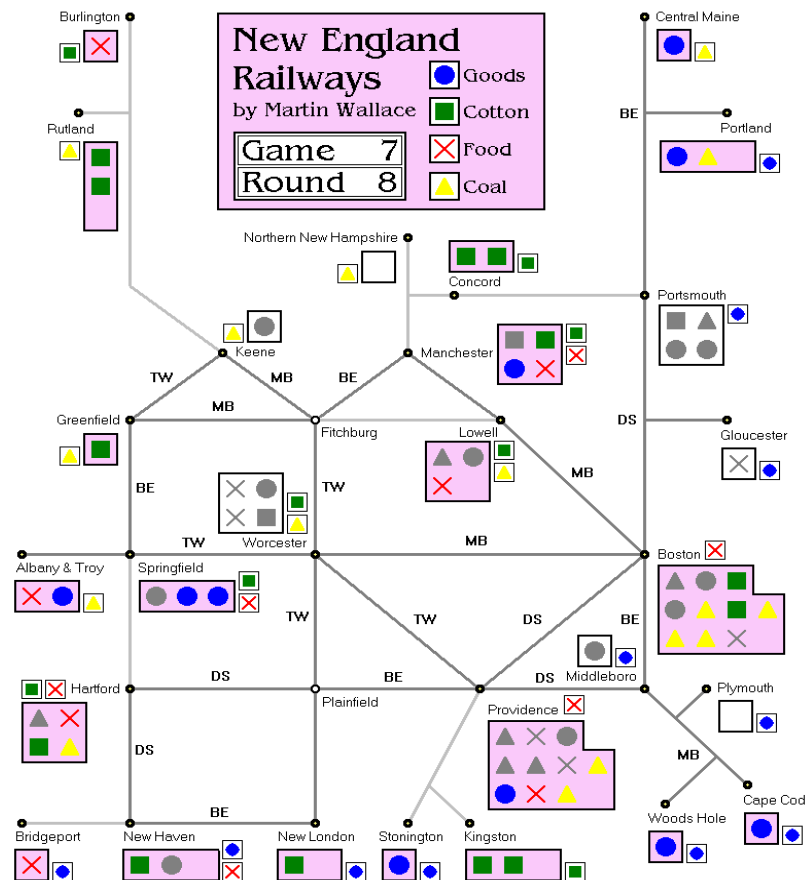 Burlington
Central Maine
New England
Railways
by Martin Wallace
Goods
Cotton
Food
Coal
Game 7
Round 8
BE
Rutland
Portland
Northern New Hampshire
Concord
Portsmouth
Keene
Manchester
TW
MB
BE
MB
Greenfield
Fitchburg
Lowell
DS
Gloucester
MB
BE
TW
TW
Worcester
MB
Albany & Troy
Springfield
Boston
TW
TW
DS
BE
Middleboro
DS
BE
DS
Hartford
Plainfield
Providence
Plymouth
DS
MB
BE
Woods Hole
Cape Cod
Bridgeport
New Haven
New London
Stonington
Kingston